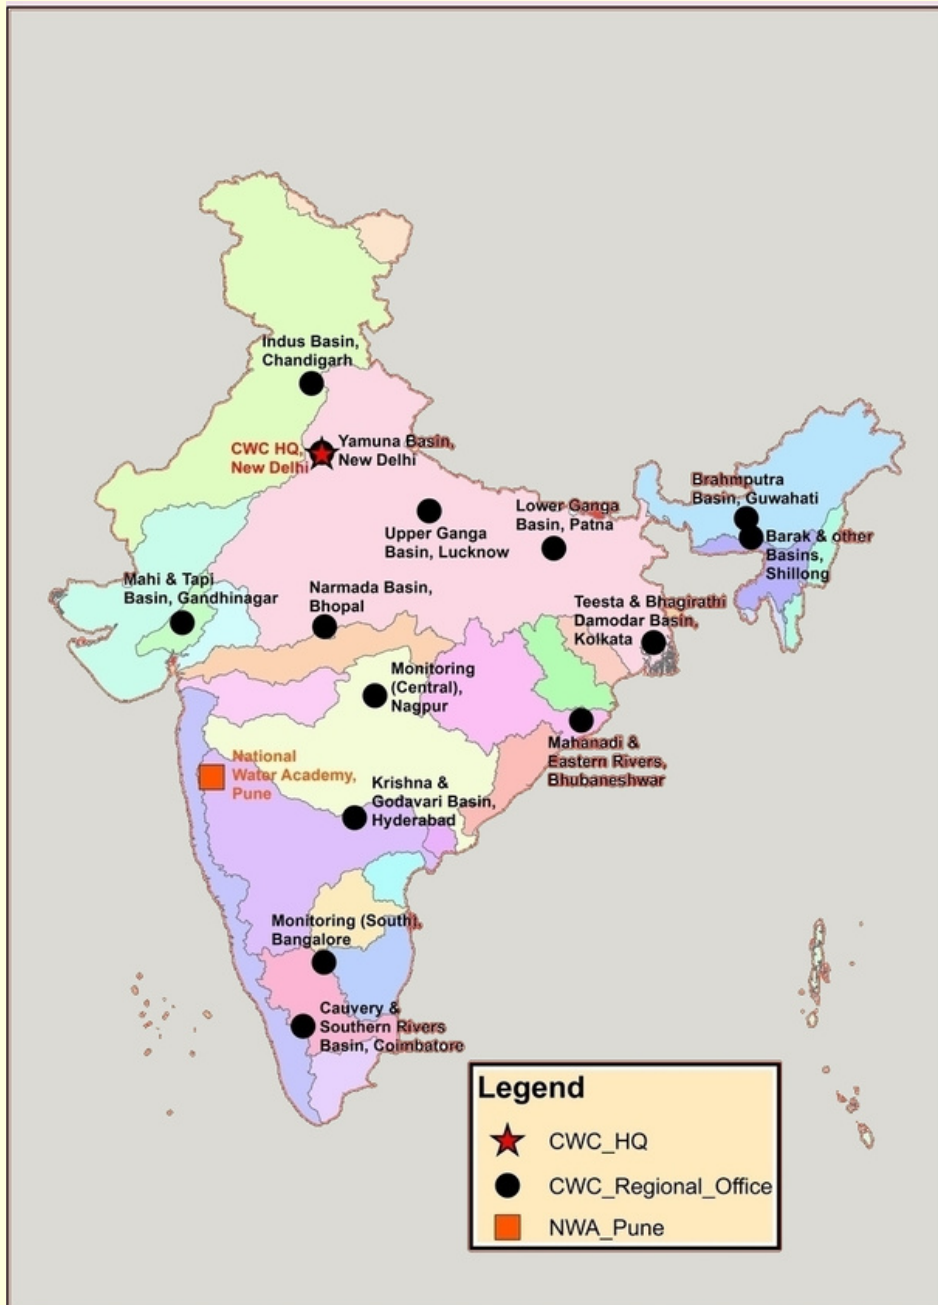 Indus Basin,
Chandigarh
CWC HQ,
New Delhi
Yamuna Basin,
New Delhi
Upper Ganga
Basin, Lucknow
Lower Ganga
Basin, Patna
Brahmputra
Basin, Guwahati
Barak & other
Basins,
Shillong
Mahi & Tapi
Basin, Gandhinagar
Narmada Basin,
Bhopal
Teesta & Bhagirathi
Damodar Basin,
Kolkata
Monitoring
(Central),
Nagpur
Mahanadi &
Eastern Rivers,
Bhubaneshwar
National
Water Academy,
Pune
Krishna &
Godavari Basin,
Hyderabad
Monitoring (South),
Bangalore
Cauvery &
Southern Rivers
Basin, Coimbatore
Legend
CWC_HQ
CWC_Regional_Office
NWA_Pune